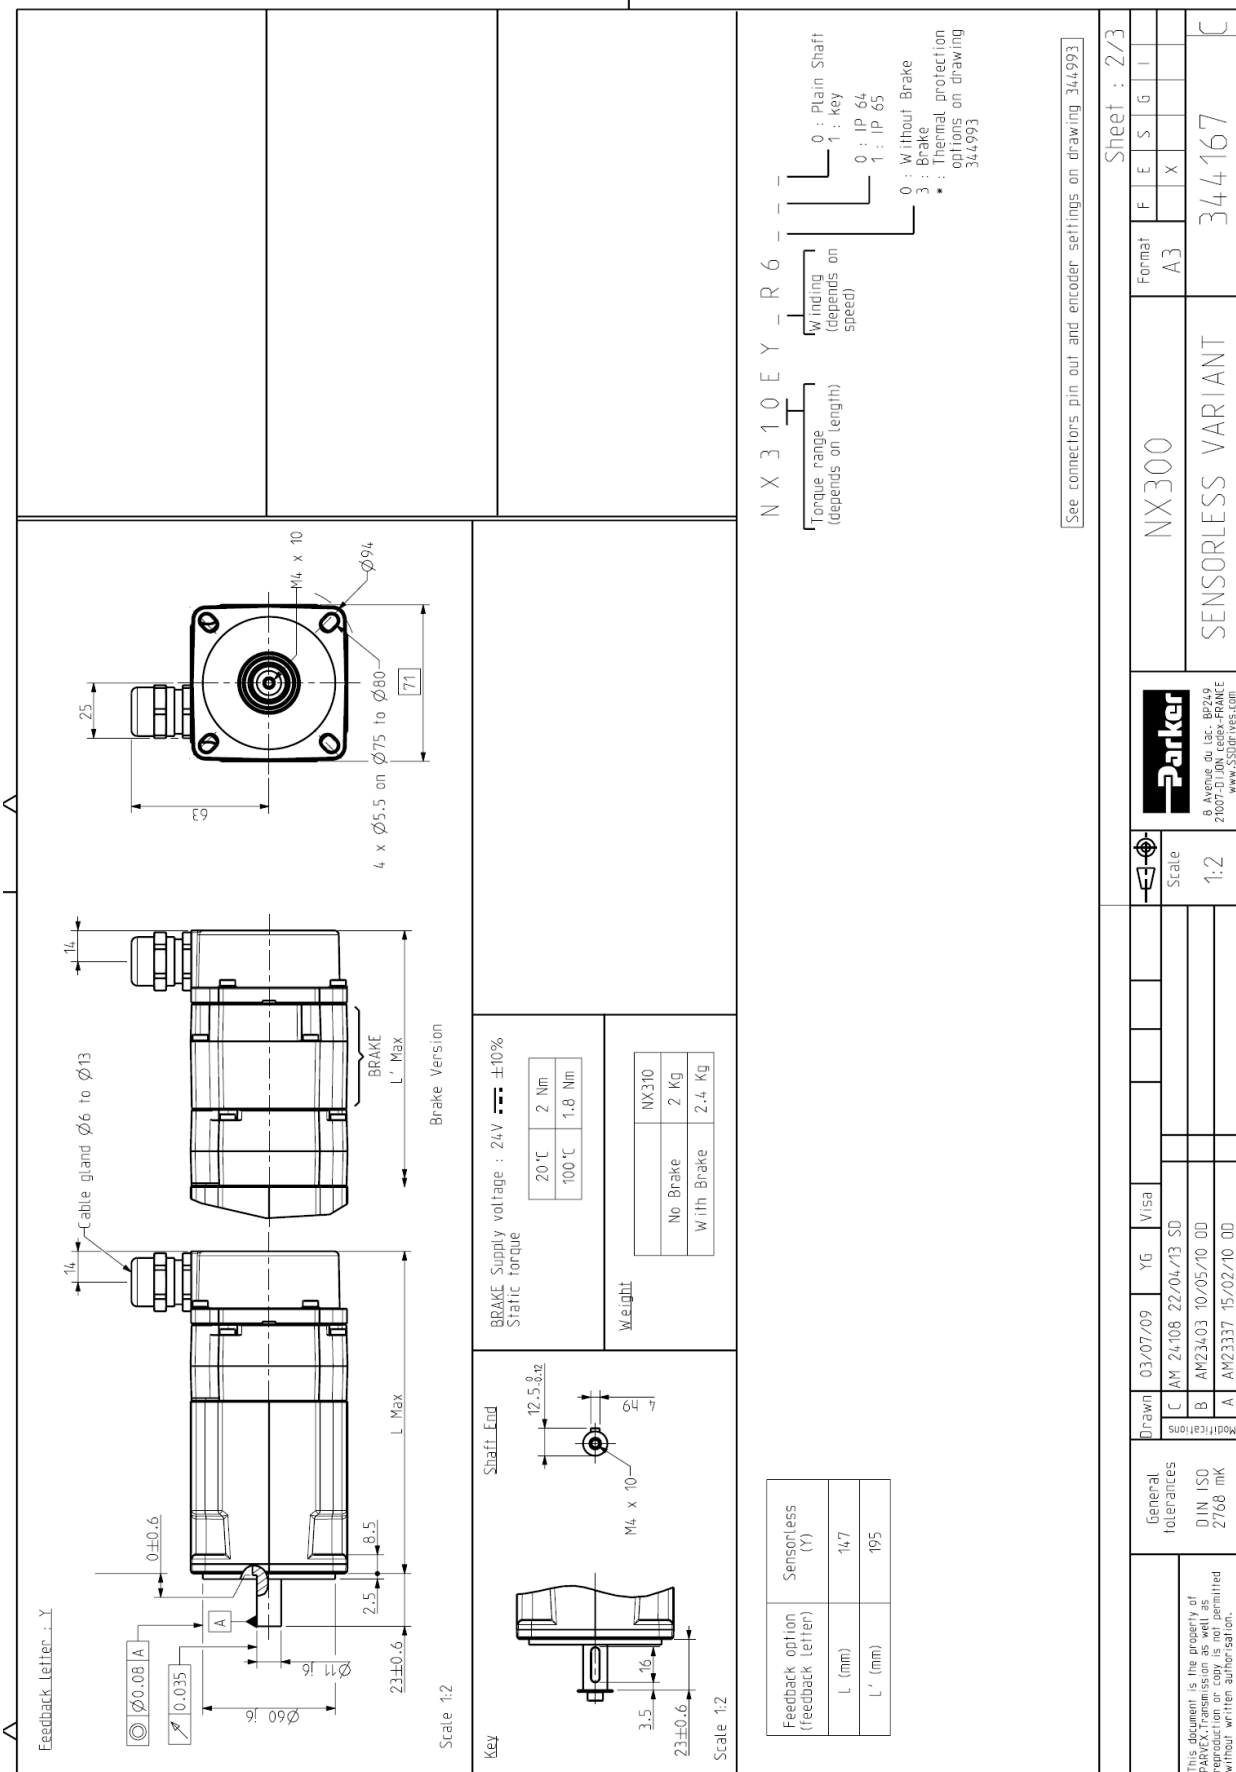 Feedback letter : Y
Ø0.08 A
0.035
A
Ø60 j6
Ø11 j6
0±0.6
2.5
8.5
23±0.6
L Max
14
Cable gland Ø6 to Ø13
14
BRAKE
L' Max
Brake Version
Scale 1:2
25
63
M4 x 10
Ø94
4 x Ø5.5 on Ø75 to Ø80
71
Key
3.5
16
23±0.6
Scale 1:2
Shaft End
12.5 0 -0.12
4 h9
M4 x 10
BRAKE Supply voltage : 24V ±10%
Static torque
20°C 2 Nm
100°C 1.8 Nm
Weight
NX310
No Brake 2 Kg
With Brake 2.4 Kg
Feedback option (feedback letter) Sensorless (Y)
L (mm) 147
L' (mm) 195
N X 3 1 0 E Y _ R 6 _ _ _
Torque range
(depends on length)
Winding
(depends on
speed)
0 : Plain Shaft
1 : Key
0 : IP 64
1 : IP 65
0 : Without Brake
3 : Brake
* : Thermal protection
options on drawing
344993
See connectors pin out and encoder settings on drawing 344993
Sheet : 2/3
This document is the property of
PARVEX.Transmission as well as
reproduction or copy is not permitted
without written authorisation.
General
tolerances
DIN ISO
2768 mK
Drawn 03/07/09 YG Visa
Modifications
C AM 24108 22/04/13 SD
B AM23403 10/05/10 OD
A AM23337 15/02/10 OD
Scale
1:2
Parker
8 Avenue du Lac. BP249
21007-DIJON cedex-FRANCE
www.SSDdrives.com
NX300
SENSORLESS VARIANT
Format
A3
F E S G I
X
344167 C